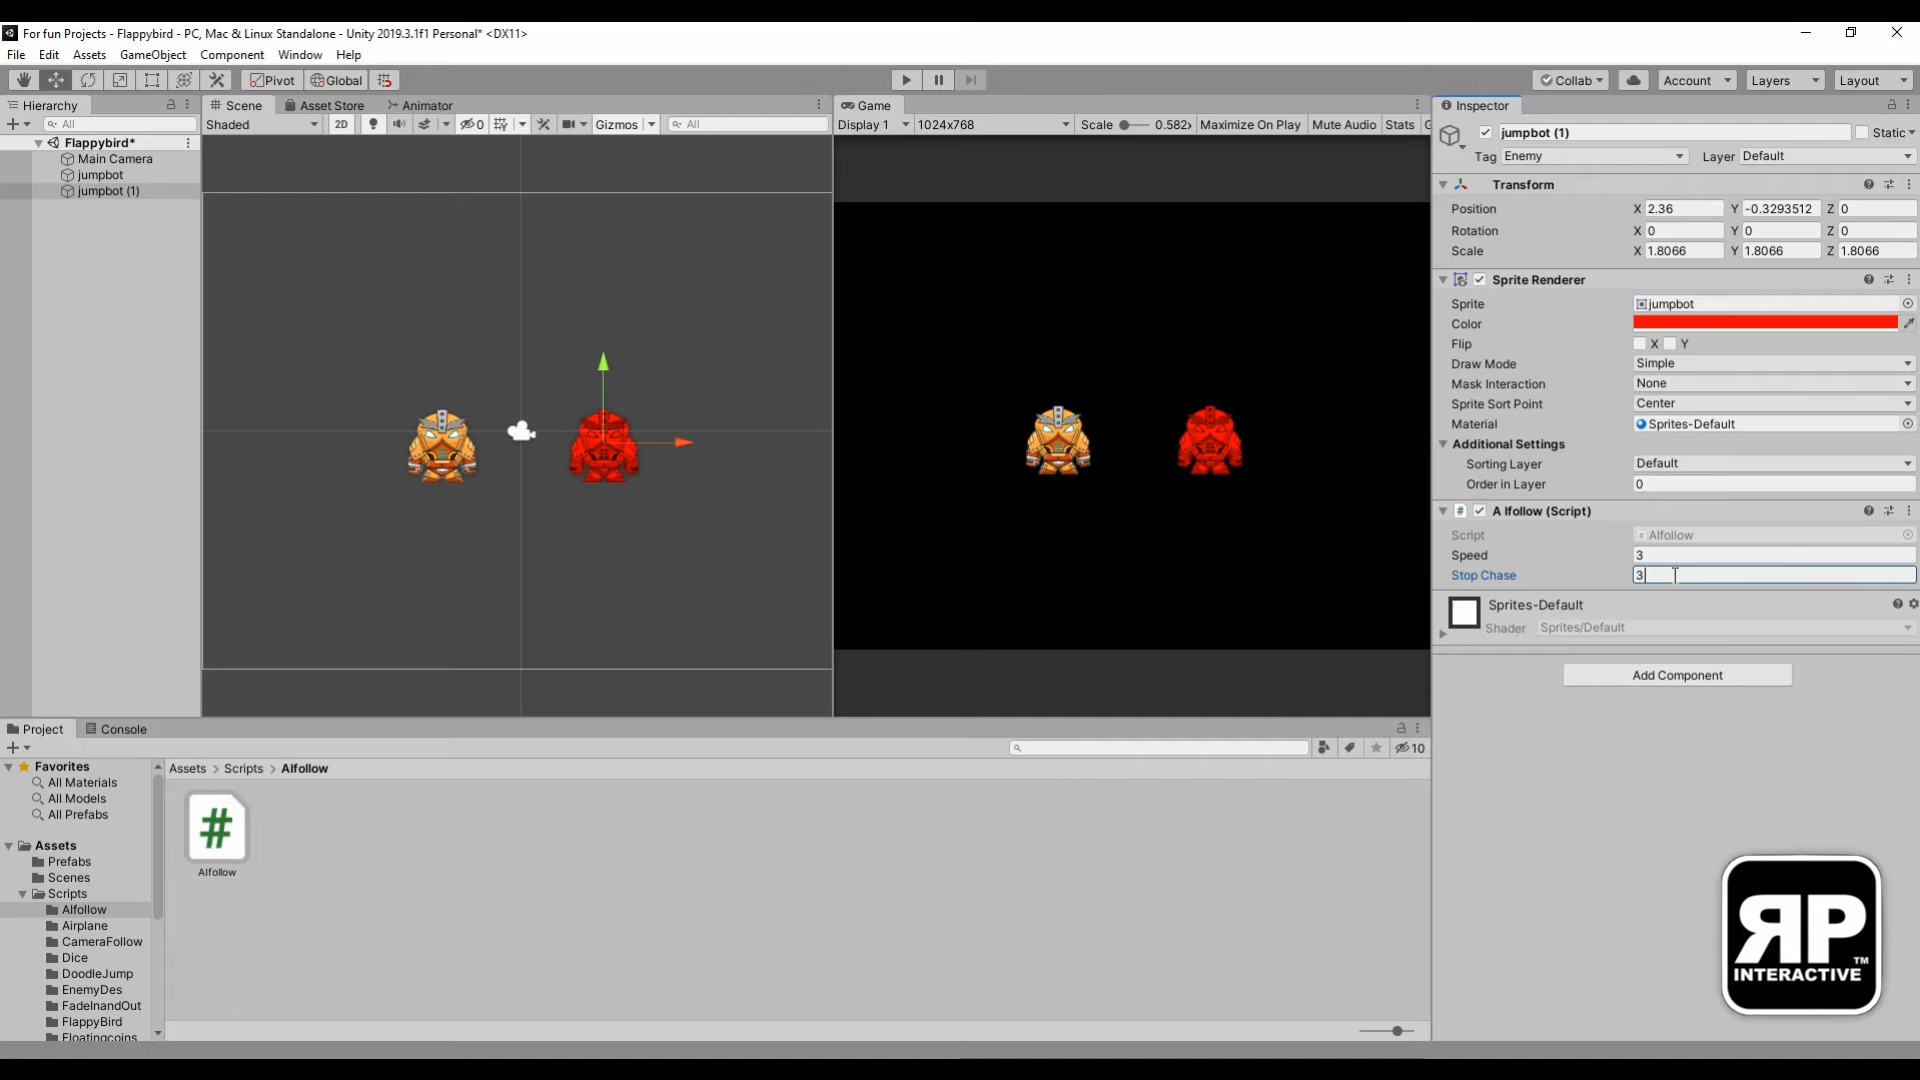 For fun Projects - Flappybird - PC, Mac & Linux Standalone - Unity 2019.3.1f1 Personal* <DX11>
File Edit Assets GameObject Component Window Help
Pivot Global Collab Account Layers Layout
Hierarchy Scene Asset Store Animator Game Inspector
All Shaded 2D 0 Gizmos All Display 1 1024x768 Scale 0.582x Maximize On Play Mute Audio Stats G
jumpbot (1) Static
Flappybird*
Main Camera
jumpbot
jumpbot (1)
Tag Enemy Layer Default
Transform
Position X 2.36 Y -0.3293512 Z 0
Rotation X 0 Y 0 Z 0
Scale X 1.8066 Y 1.8066 Z 1.8066
Sprite Renderer
Sprite jumpbot
Color
Flip X Y
Draw Mode Simple
Mask Interaction None
Sprite Sort Point Center
Material Sprites-Default
Additional Settings
Sorting Layer Default
Order in Layer 0
# A Ifollow (Script)
Script AIfollow
Speed 3
Stop Chase 3
Sprites-Default
Shader Sprites/Default
Add Component
Project Console
10
Favorites
All Materials
All Models
All Prefabs
Assets
Prefabs
Scenes
Scripts
AIfollow
Airplane
CameraFollow
Dice
DoodleJump
EnemyDes
FadeInandOut
FlappyBird
Floatingcoins
Assets > Scripts > AIfollow
#
AIfollow
RP
TM
INTERACTIVE